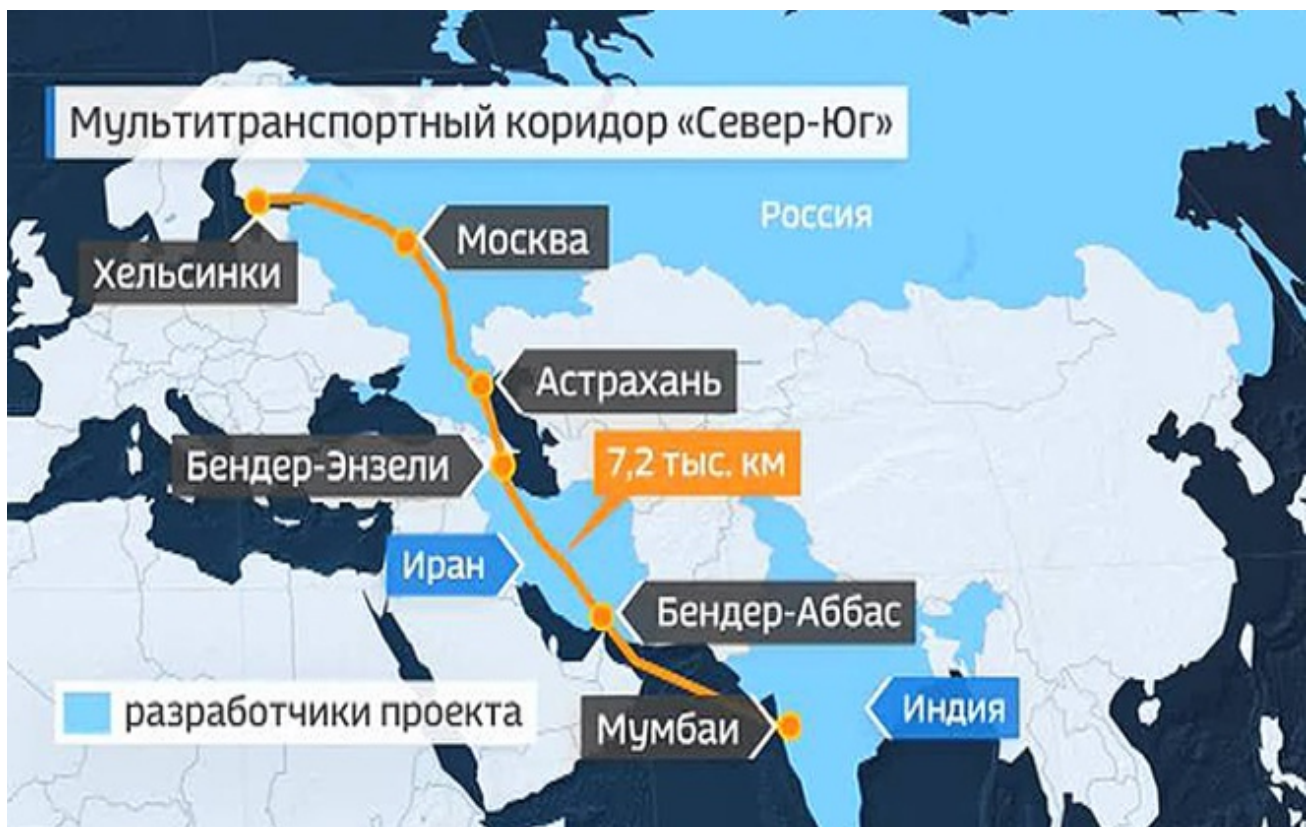 Мультитранспортный коридор «Север-Юг»
Россия
Москва
Хельсинки
Астрахань
Бендер-Энзели
7,2 тыс. км
Иран
Бендер-Аббас
разработчики проекта
Мумбаи
Индия